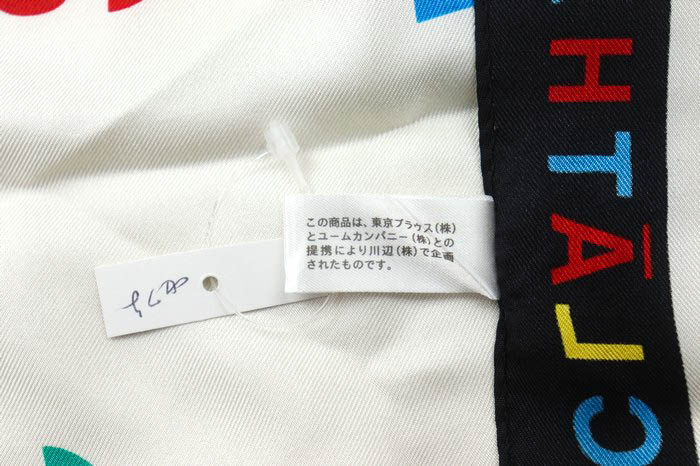 この商品は、東京ブラウス(株)
とユームカンパニー(株)との
提携により川辺(株)で企画
されたものです。
H
T
A
L
C